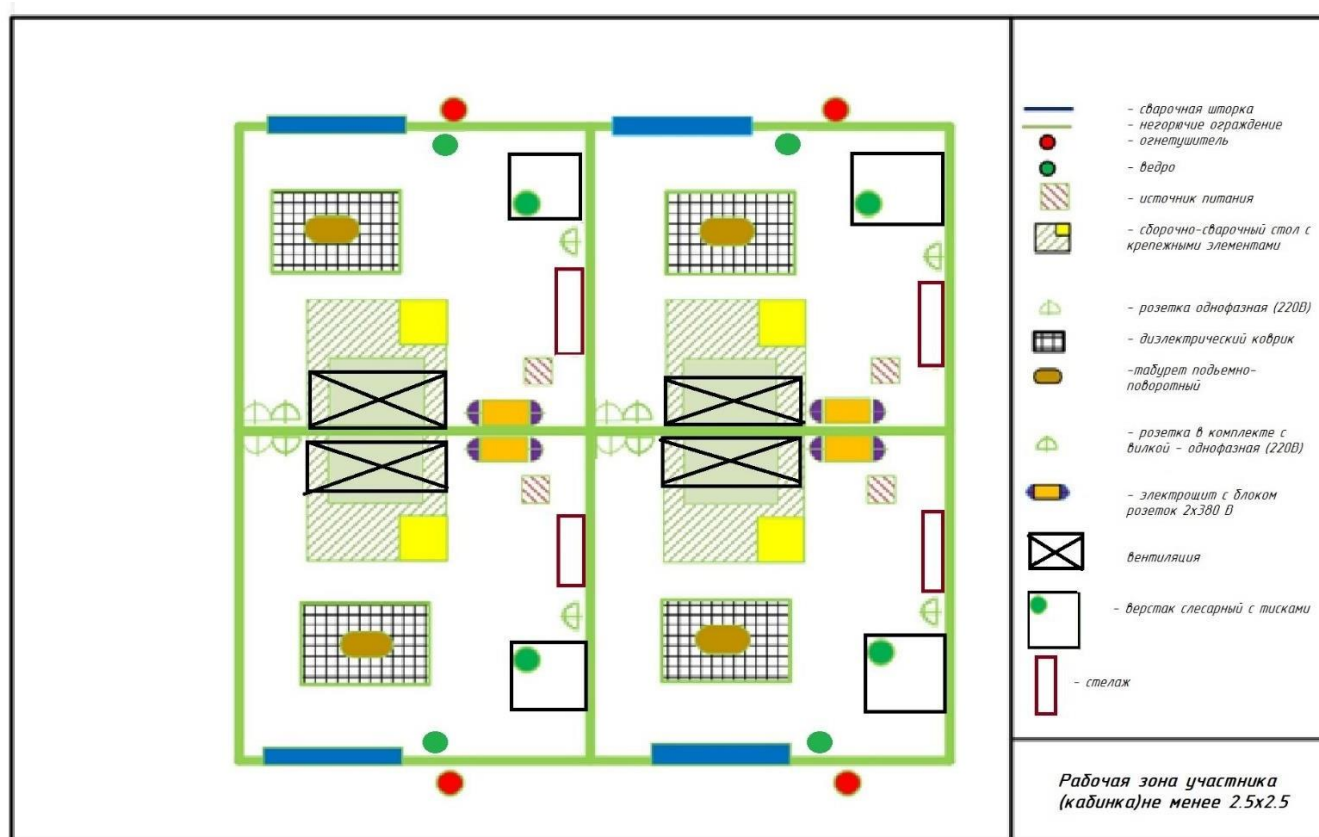 - сварочная шторка
- негорючие ограждение
- огнетушитель
- ведро
- источник питания
- сборочно-сварочный стол с
крепежными элементами
- розетка однофазная (220В)
- диэлектрический коврик
-табурет подьемно-
поворотный
- розетка в комплекте с
вилкой - однофазная (220В)
- электрощит с блоком
розеток 2х380 В
вентиляция
- верстак слесарный с тисками
- стелаж
Рабочая зона участника
(кабинка)не менее 2.5х2.5